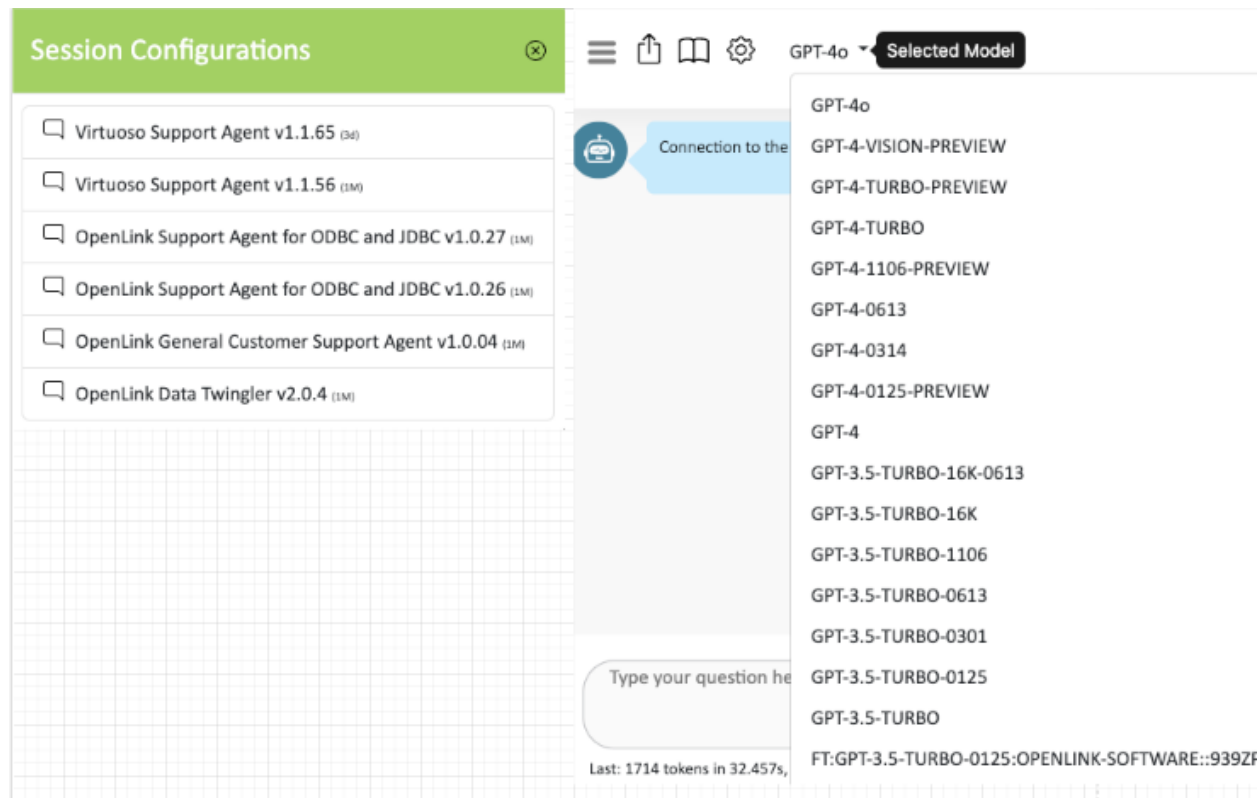 Session Configurations
Virtuoso Support Agent v1.1.65 (3d)
Virtuoso Support Agent v1.1.56 (1M)
OpenLink Support Agent for ODBC and JDBC v1.0.27 (1M)
OpenLink Support Agent for ODBC and JDBC v1.0.26 (1M)
OpenLink General Customer Support Agent v1.0.04 (1M)
OpenLink Data Twingler v2.0.4 (1M)
GPT-4o
Selected Model
Connection to the
GPT-4o
GPT-4-VISION-PREVIEW
GPT-4-TURBO-PREVIEW
GPT-4-TURBO
GPT-4-1106-PREVIEW
GPT-4-0613
GPT-4-0314
GPT-4-0125-PREVIEW
GPT-4
GPT-3.5-TURBO-16K-0613
GPT-3.5-TURBO-16K
GPT-3.5-TURBO-1106
GPT-3.5-TURBO-0613
GPT-3.5-TURBO-0301
GPT-3.5-TURBO-0125
GPT-3.5-TURBO
FT:GPT-3.5-TURBO-0125:OPENLINK-SOFTWARE::939ZF
Type your question he
Last: 1714 tokens in 32.457s,